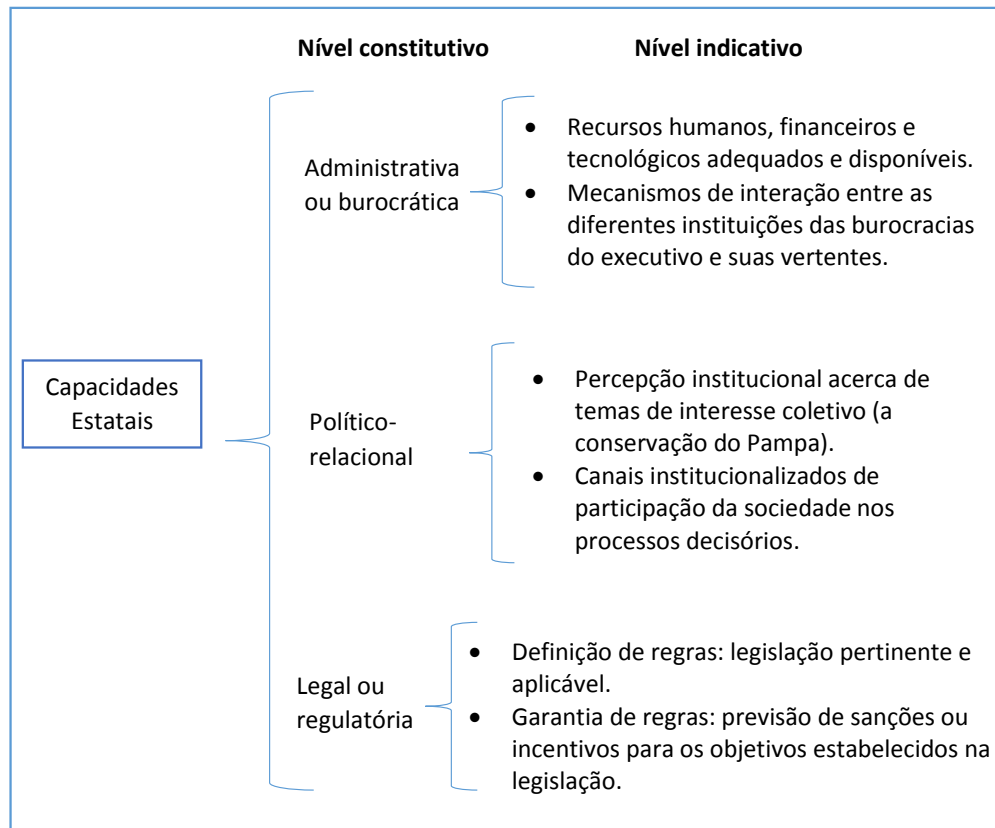 Nível constitutivo
Nível indicativo
Capacidades
Estatais
Administrativa
ou burocrática
• Recursos humanos, financeiros e
tecnológicos adequados e disponíveis.
• Mecanismos de interação entre as
diferentes instituições das burocracias
do executivo e suas vertentes.
Político-
relacional
• Percepção institucional acerca de
temas de interesse coletivo (a
conservação do Pampa).
• Canais institucionalizados de
participação da sociedade nos
processos decisórios.
Legal ou
regulatória
• Definição de regras: legislação pertinente e
aplicável.
• Garantia de regras: previsão de sanções ou
incentivos para os objetivos estabelecidos na
legislação.